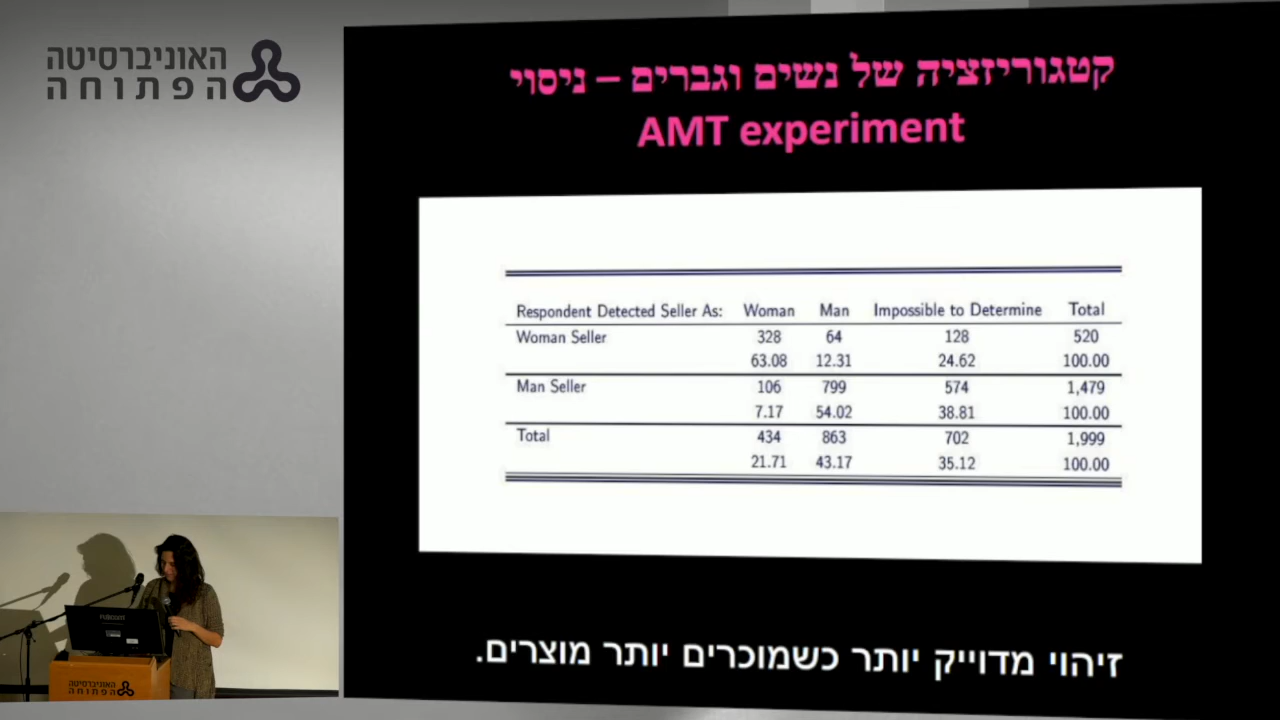 האוניברסיטה
הפתוחה
קטגוריזציה של נשים וגברים – ניסוי
AMT experiment
Respondent Detected Seller As: Woman Man Impossible to Determine Total
Woman Seller 328 64 128 520
63.08 12.31 24.62 100.00
Man Seller 106 799 574 1,479
7.17 54.02 38.81 100.00
Total 434 863 702 1,999
21.71 43.17 35.12 100.00
זיהוי מדוייק יותר כשמוכרים יותר מוצרים.
האוניברסיטה
הפתוחה